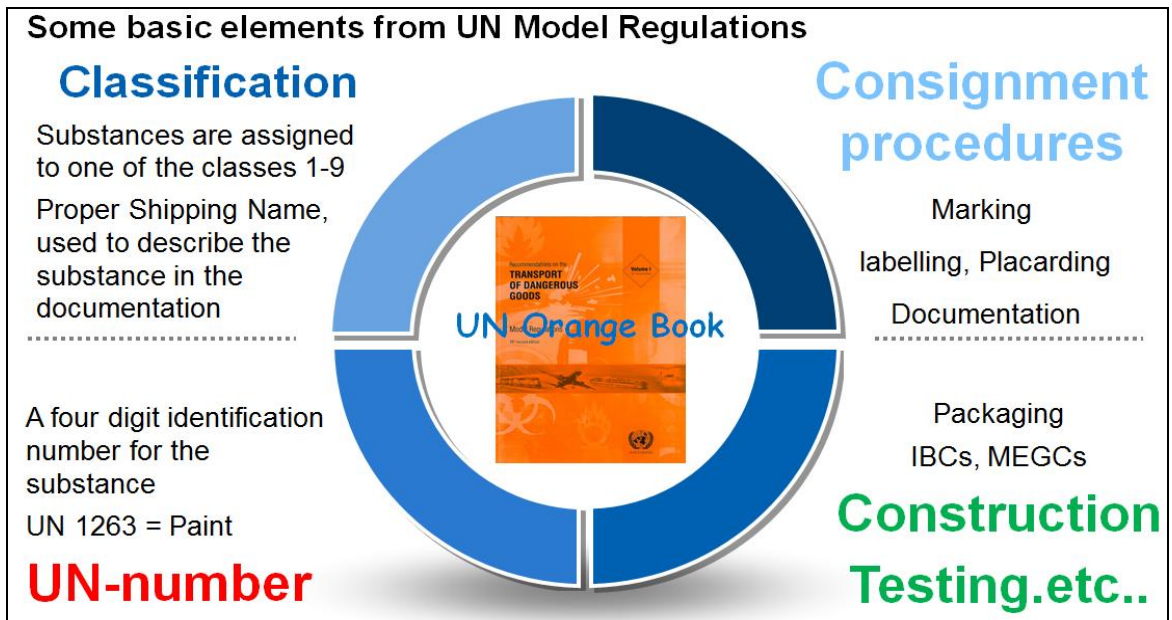 Some basic elements from UN Model Regulations
Classification
Substances are assigned
to one of the classes 1-9
Proper Shipping Name,
used to describe the
substance in the
documentation
A four digit identification
number for the
substance
UN 1263 = Paint
UN-number
Recommendations on the
TRANSPORT
OF DANGEROUS
GOODS
Volume I
Model Regulations
UN Orange Book
Consignment
procedures
Marking
labelling, Placarding
Documentation
Packaging
IBCs, MEGCs
Construction
Testing.etc..